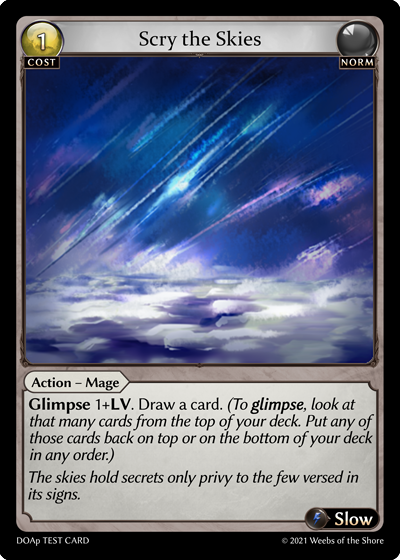 1
Scry the Skies
COST
NORM
Action – Mage
Glimpse 1+LV. Draw a card. (To glimpse, look at
that many cards from the top of your deck. Put any of
those cards back on top or on the bottom of your deck
in any order.)
The skies hold secrets only privy to the few versed in
its signs.
Slow
DOAp TEST CARD
© 2021 Weebs of the Shore